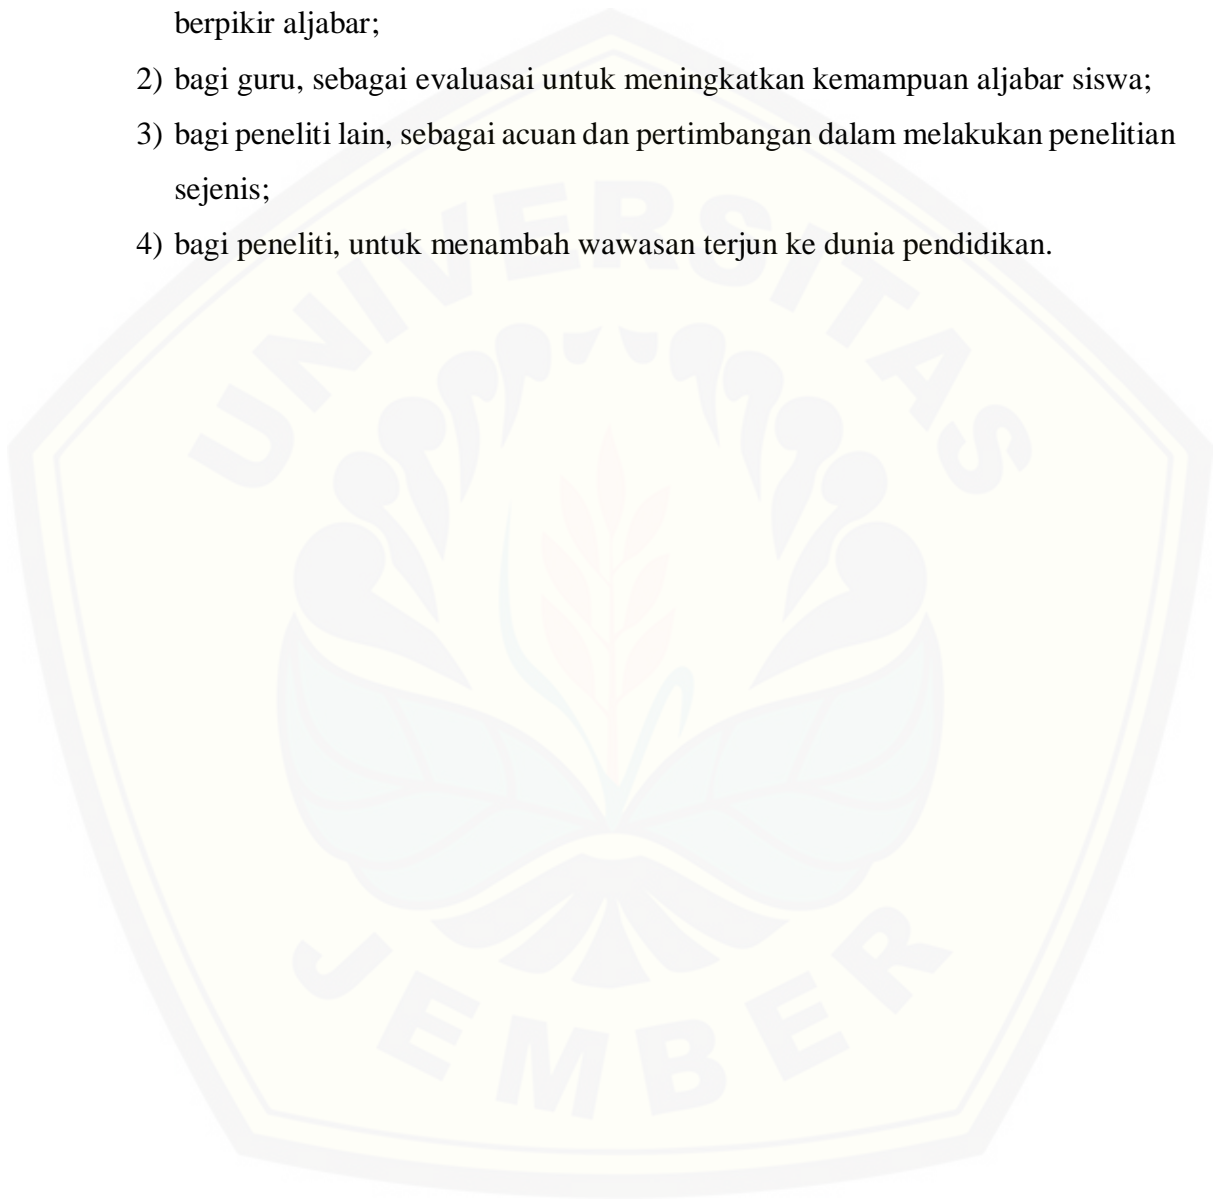 berpikir aljabar;
2) bagi guru, sebagai evaluasai untuk meningkatkan kemampuan aljabar siswa;
3) bagi peneliti lain, sebagai acuan dan pertimbangan dalam melakukan penelitian
sejenis;
4) bagi peneliti, untuk menambah wawasan terjun ke dunia pendidikan.
UNIVERSITAS
JEMBER